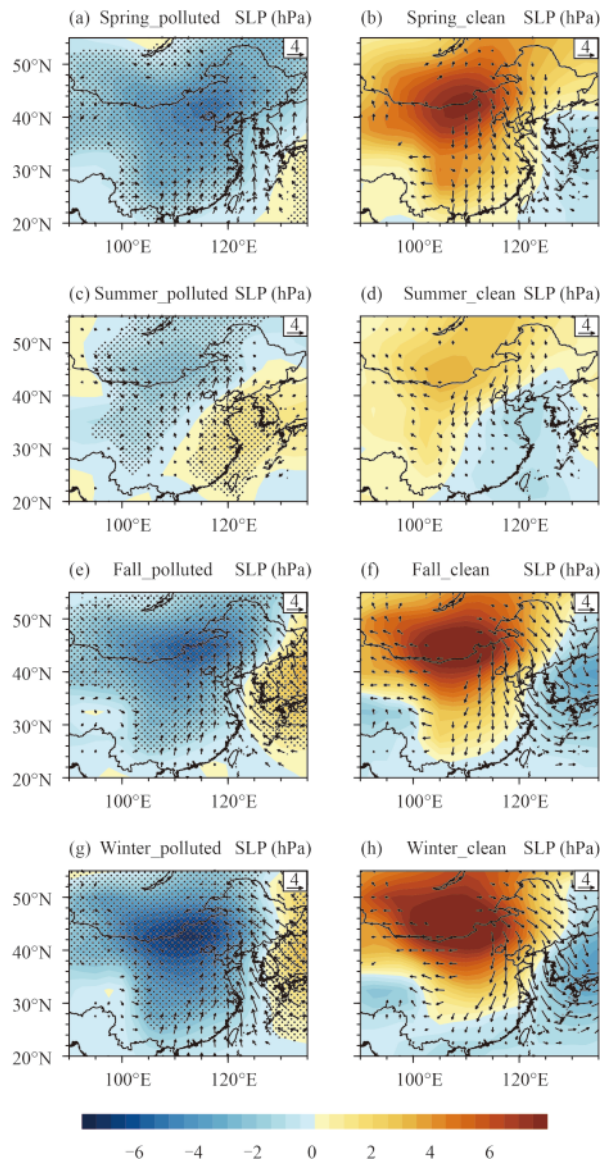 (a) Spring_polluted SLP (hPa) (b) Spring_clean SLP (hPa)
4 4
50°N
40°N
30°N
20°N
100°E 120°E 100°E 120°E
(c) Summer_polluted SLP (hPa) (d) Summer_clean SLP (hPa)
4 4
50°N
40°N
30°N
20°N
100°E 120°E 100°E 120°E
(e) Fall_polluted SLP (hPa) (f) Fall_clean SLP (hPa)
4 4
50°N
40°N
30°N
20°N
100°E 120°E 100°E 120°E
(g) Winter_polluted SLP (hPa) (h) Winter_clean SLP (hPa)
4 4
50°N
40°N
30°N
20°N
100°E 120°E 100°E 120°E
−6 −4 −2 0 2 4 6